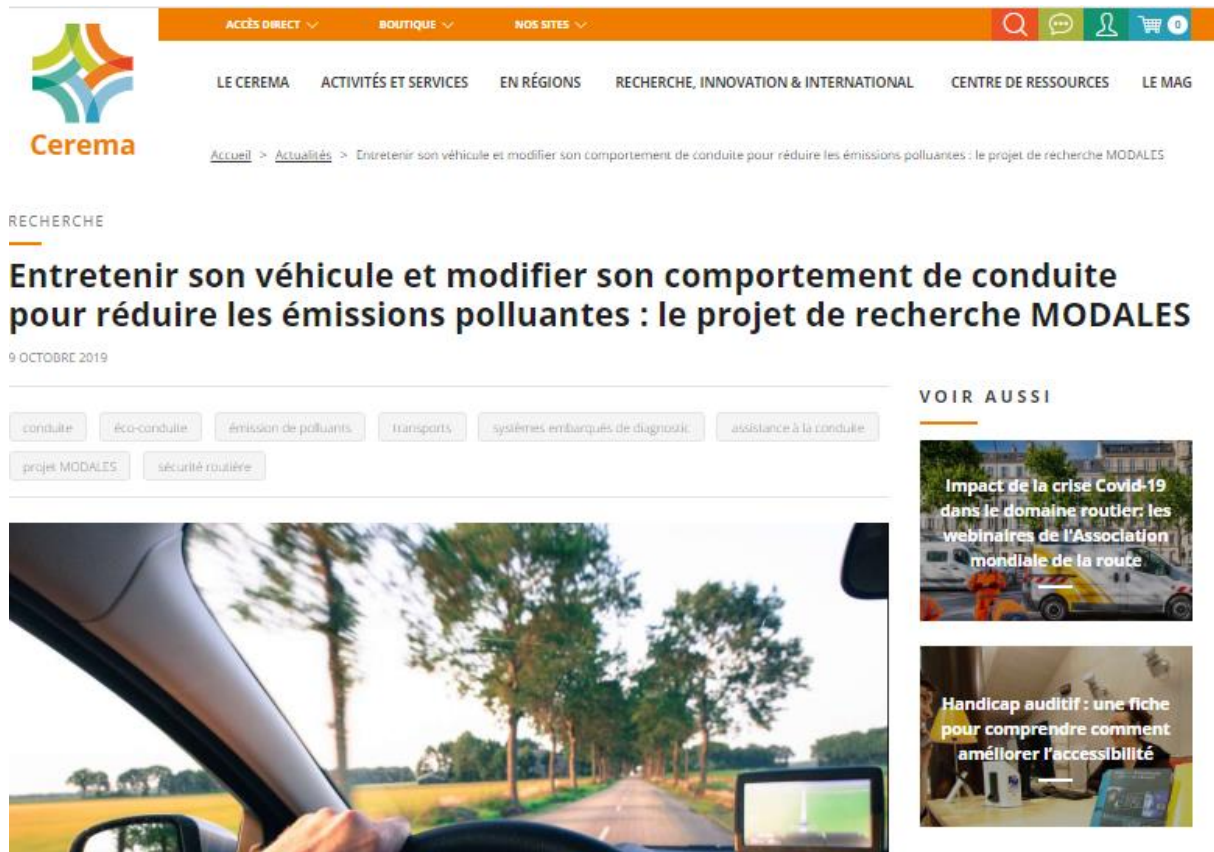 ACCÈS DIRECT
BOUTIQUE
NOS SITES
0
LE CEREMA
ACTIVITÉS ET SERVICES
EN RÉGIONS
RECHERCHE, INNOVATION & INTERNATIONAL
CENTRE DE RESSOURCES
LE MAG
Cerema
Accueil > Actualités > Entretenir son véhicule et modifier son comportement de conduite pour réduire les émissions polluantes : le projet de recherche MODALES
RECHERCHE
Entretenir son véhicule et modifier son comportement de conduite
pour réduire les émissions polluantes : le projet de recherche MODALES
9 OCTOBRE 2019
conduite
éco-conduite
émission de polluants
transports
systèmes embarqués de diagnostic
assistance à la conduite
projet MODALES
sécurité routière
VOIR AUSSI
Impact de la crise Covid-19
dans le domaine routier: les
webinaires de l'Association
mondiale de la route
Handicap auditif : une fiche
pour comprendre comment
améliorer l'accessibilité